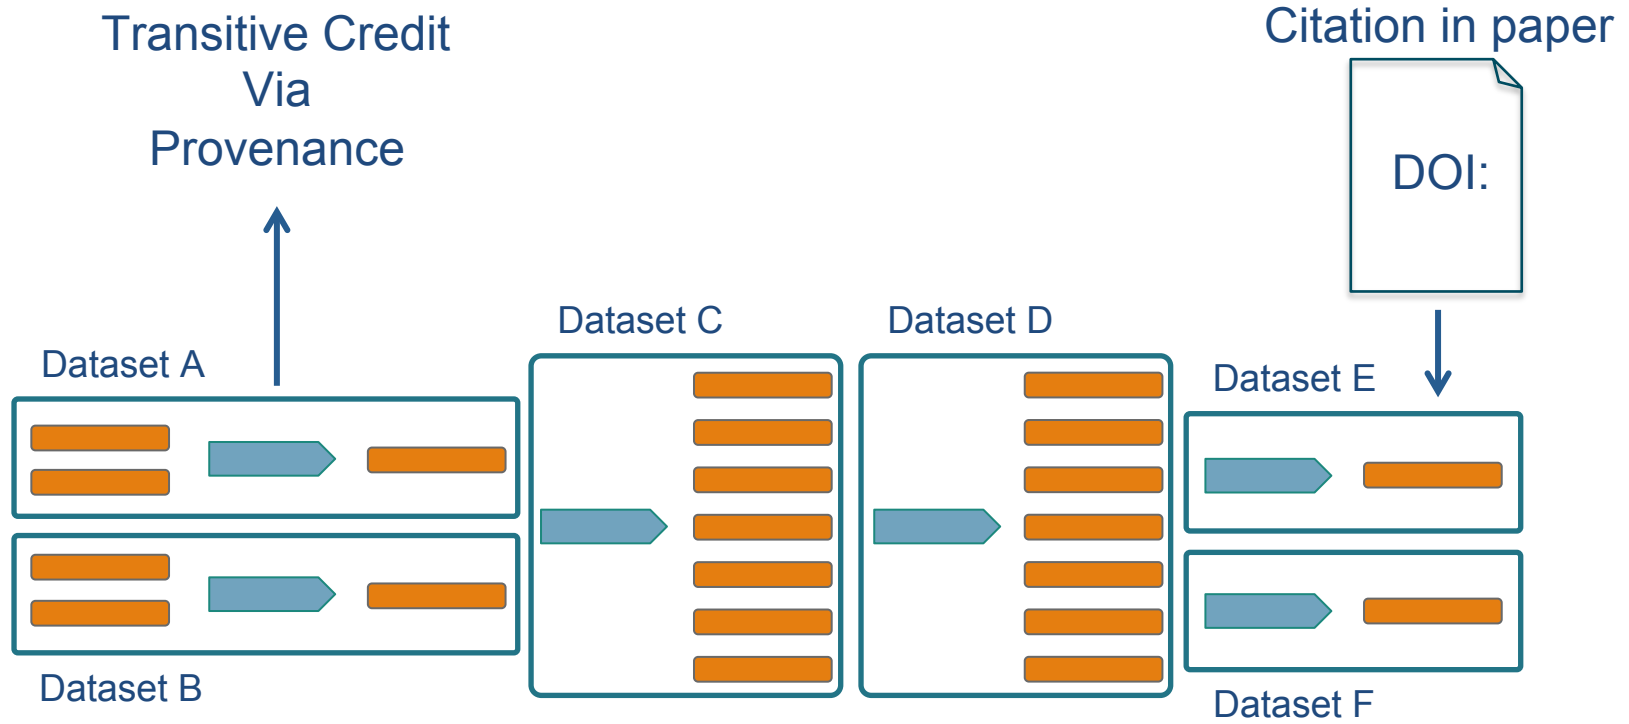 Transitive Credit
Via
Provenance
Citation in paper
DOI:
Dataset C
Dataset D
Dataset A
Dataset E
Dataset B
Dataset F